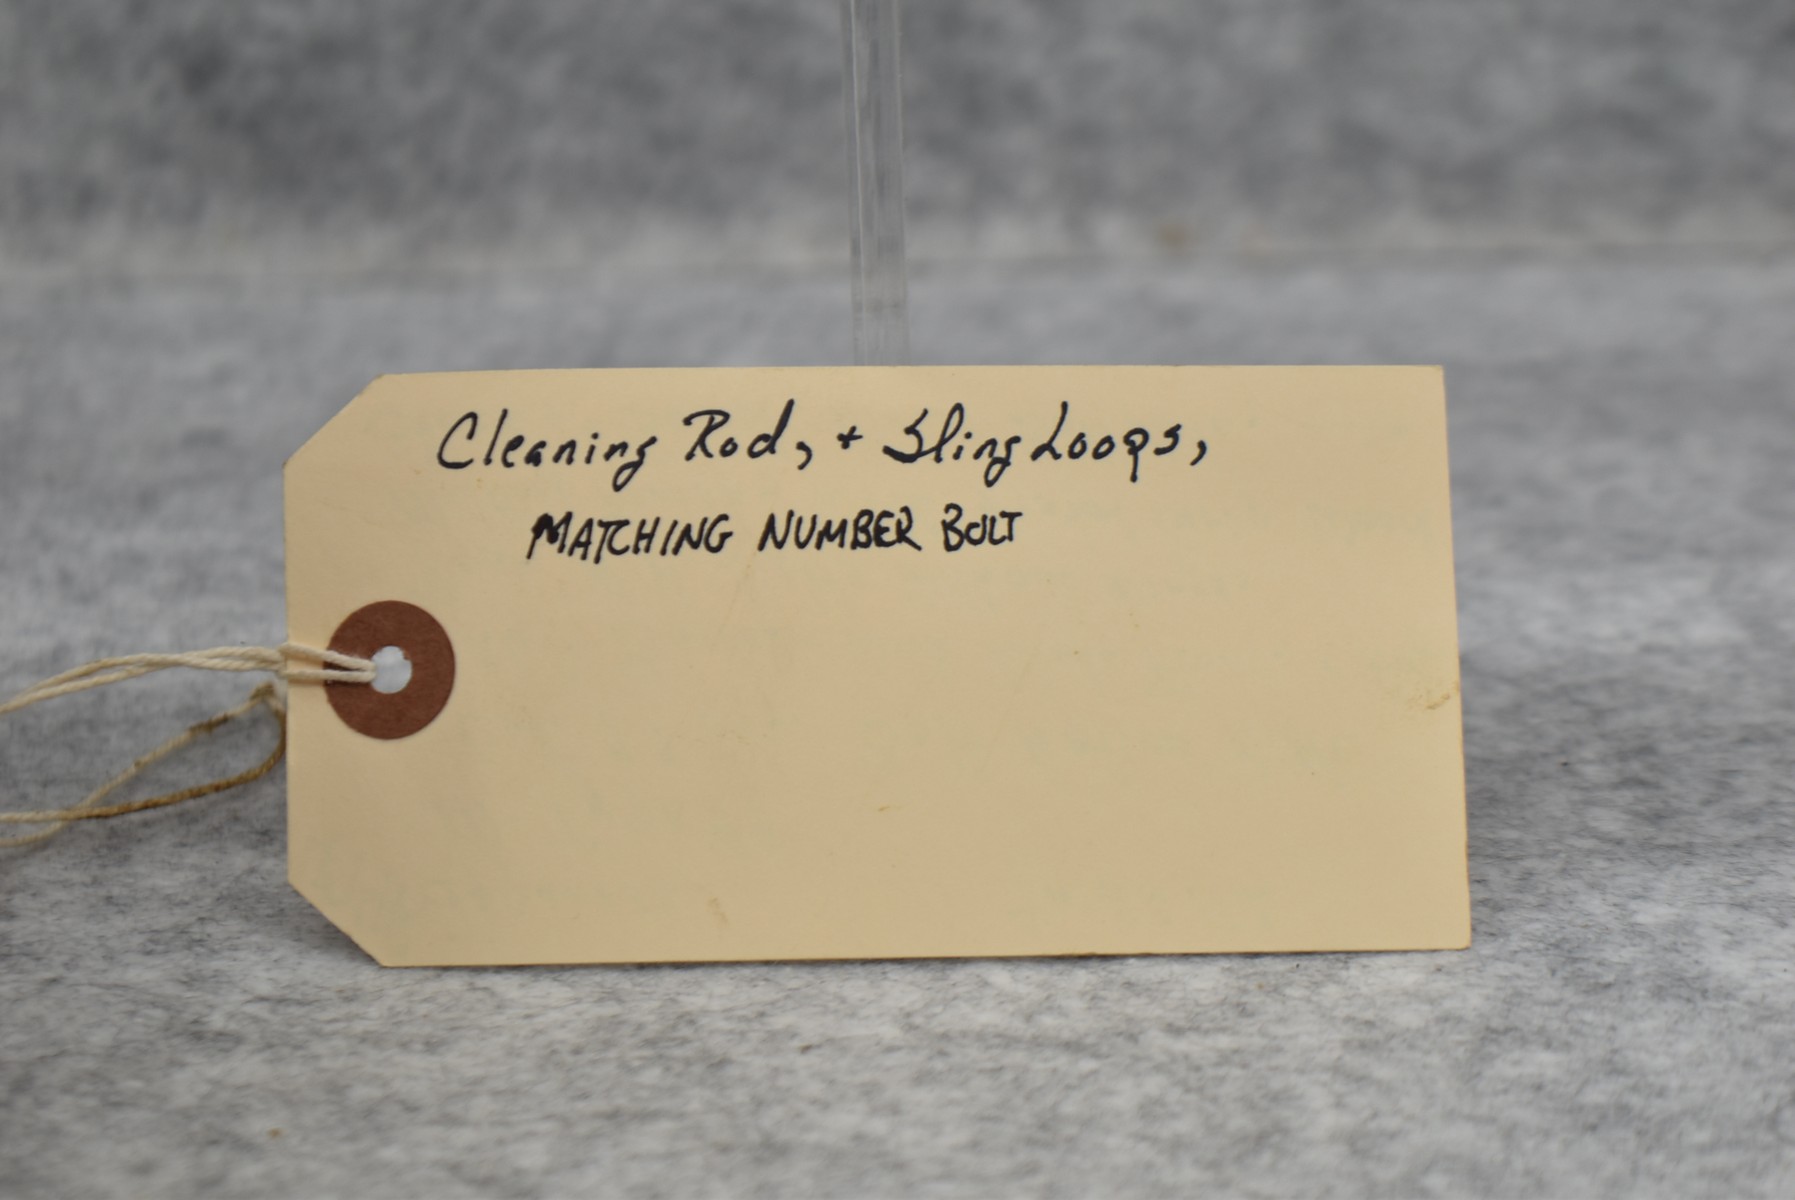 Cleaning Rod, + Sling Loops,
MATCHING NUMBER BOLT